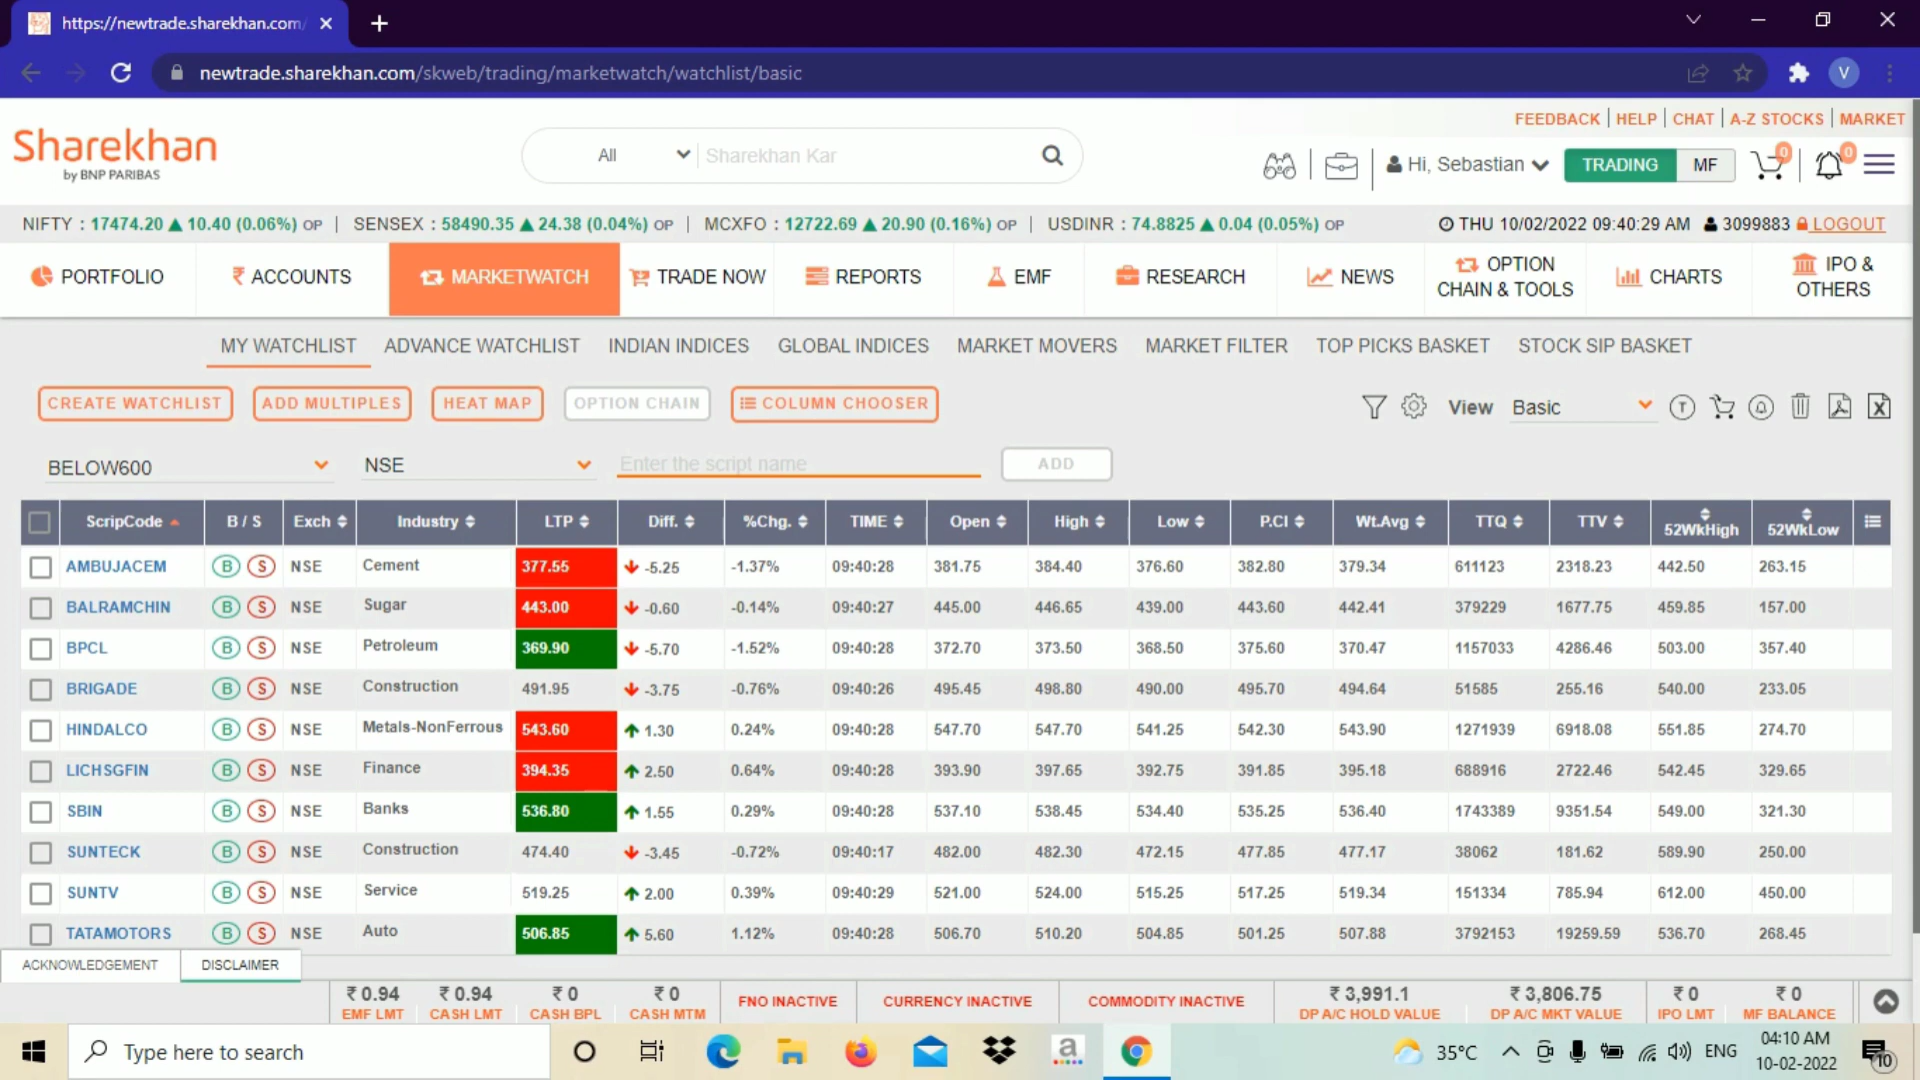 https://newtrade.sharekhan.com/
newtrade.sharekhan.com/skweb/trading/marketwatch/watchlist/basic
V
FEEDBACK | HELP | CHAT | A-Z STOCKS | MARKET
Sharekhan
by BNP PARIBAS
All
Sharekhan Kar
Hi, Sebastian
TRADING
MF
0
0
NIFTY : 17474.20 ▲ 10.40 (0.06%) OP | SENSEX : 58490.35 ▲ 24.38 (0.04%) OP | MCXFO : 12722.69 ▲ 20.90 (0.16%) OP | USDINR : 74.8825 ▲ 0.04 (0.05%) OP
THU 10/02/2022 09:40:29 AM 3099883 LOGOUT
PORTFOLIO
₹ ACCOUNTS
MARKETWATCH
TRADE NOW
REPORTS
EMF
RESEARCH
NEWS
OPTION
CHAIN & TOOLS
CHARTS
IPO &
OTHERS
MY WATCHLIST ADVANCE WATCHLIST INDIAN INDICES GLOBAL INDICES MARKET MOVERS MARKET FILTER TOP PICKS BASKET STOCK SIP BASKET
CREATE WATCHLIST ADD MULTIPLES HEAT MAP OPTION CHAIN COLUMN CHOOSER
View Basic T
BELOW600 NSE Enter the script name ADD
ScripCode B / S Exch Industry LTP Diff. %Chg. TIME Open High Low P.Cl Wt.Avg TTQ TTV 52WkHigh 52WkLow
AMBUJACEM B S NSE Cement 377.55 -5.25 -1.37% 09:40:28 381.75 384.40 376.60 382.80 379.34 611123 2318.23 442.50 263.15
BALRAMCHIN B S NSE Sugar 443.00 -0.60 -0.14% 09:40:27 445.00 446.65 439.00 443.60 442.41 379229 1677.75 459.85 157.00
BPCL B S NSE Petroleum 369.90 -5.70 -1.52% 09:40:28 372.70 373.50 368.50 375.60 370.47 1157033 4286.46 503.00 357.40
BRIGADE B S NSE Construction 491.95 -3.75 -0.76% 09:40:26 495.45 498.80 490.00 495.70 494.64 51585 255.16 540.00 233.05
HINDALCO B S NSE Metals-NonFerrous 543.60 1.30 0.24% 09:40:28 547.70 547.70 541.25 542.30 543.90 1271939 6918.08 551.85 274.70
LICHSGFIN B S NSE Finance 394.35 2.50 0.64% 09:40:28 393.90 397.65 392.75 391.85 395.18 688916 2722.46 542.45 329.65
SBIN B S NSE Banks 536.80 1.55 0.29% 09:40:28 537.10 538.45 534.40 535.25 536.40 1743389 9351.54 549.00 321.30
SUNTECK B S NSE Construction 474.40 -3.45 -0.72% 09:40:17 482.00 482.30 472.15 477.85 477.17 38062 181.62 589.90 250.00
SUNTV B S NSE Service 519.25 2.00 0.39% 09:40:29 521.00 524.00 515.25 517.25 519.34 151334 785.94 612.00 450.00
TATAMOTORS B S NSE Auto 506.85 5.60 1.12% 09:40:28 506.70 510.20 504.85 501.25 507.88 3792153 19259.59 536.70 268.45
ACKNOWLEDGEMENT DISCLAIMER
₹ 0.94
EMF LMT
₹ 0.94
CASH LMT
₹ 0
CASH BPL
₹ 0
CASH MTM
FNO INACTIVE
CURRENCY INACTIVE
COMMODITY INACTIVE
₹ 3,991.1
DP A/C HOLD VALUE
₹ 3,806.75
DP A/C MKT VALUE
₹ 0
IPO LMT
₹ 0
MF BALANCE
Type here to search
a
35°C
ENG
04:10 AM
10-02-2022
10